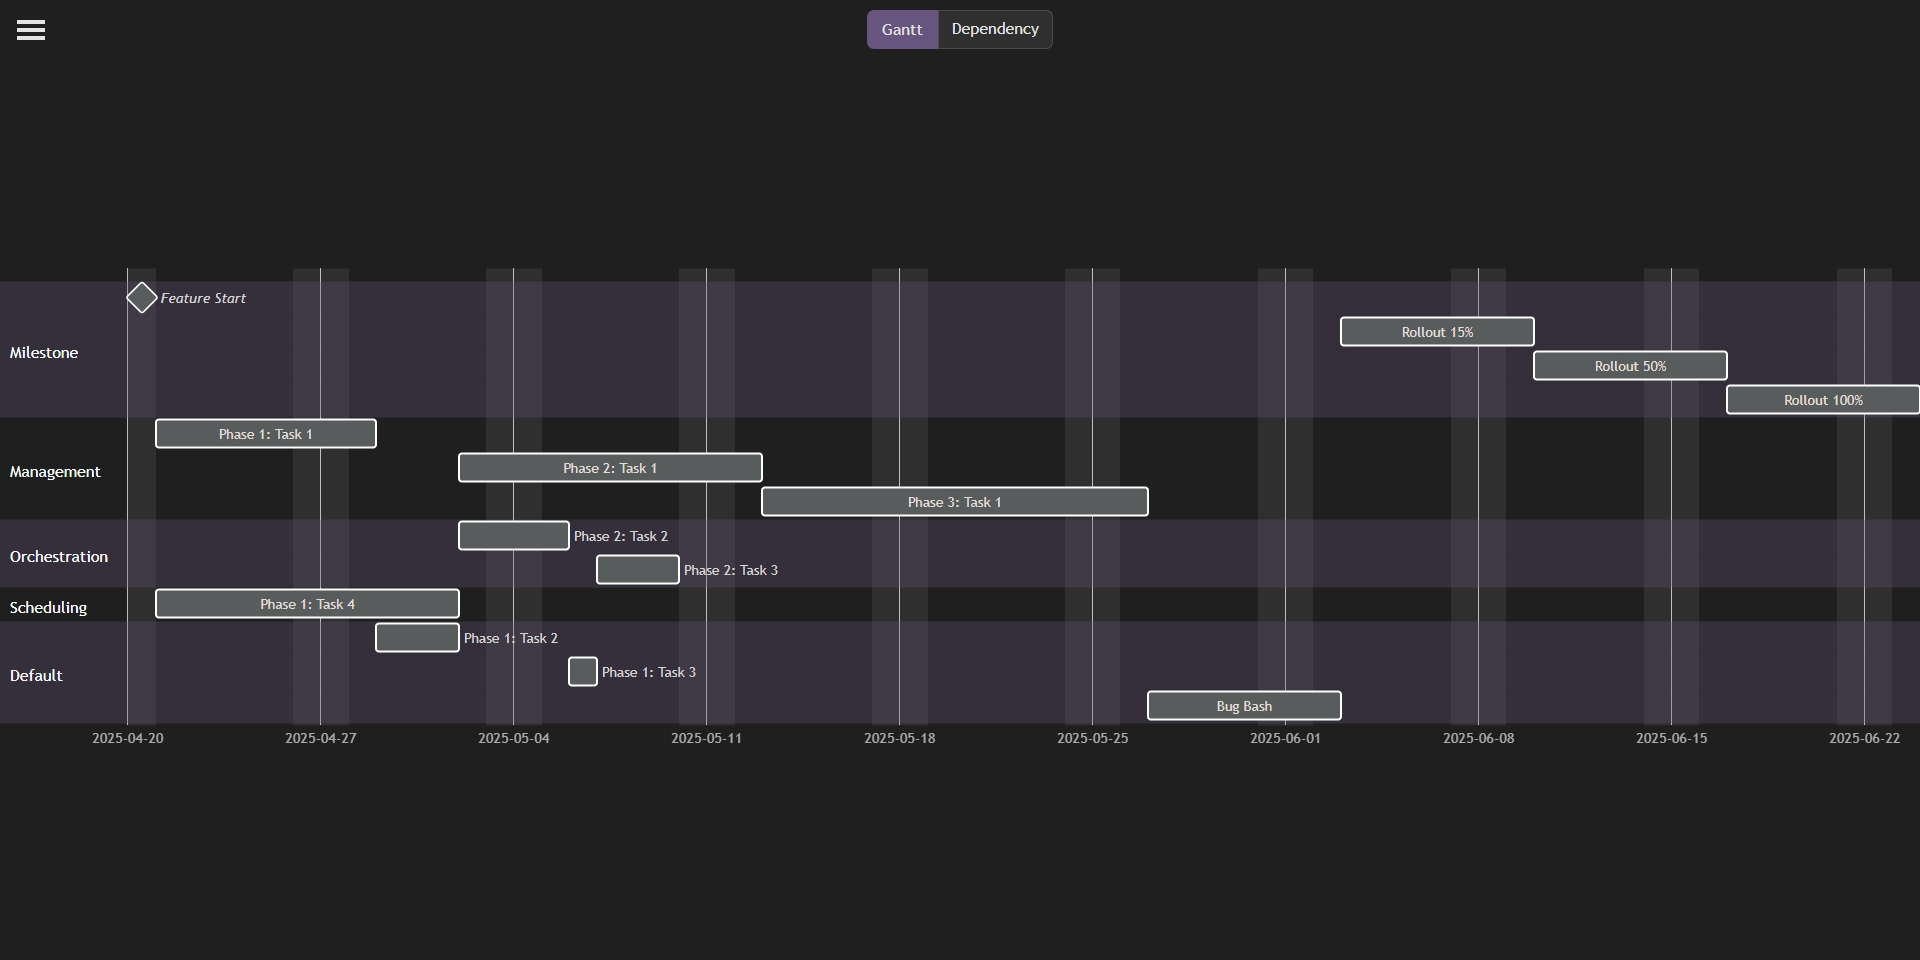 Gantt
Dependency
Feature Start
Rollout 15%
Milestone
Rollout 50%
Rollout 100%
Phase 1: Task 1
Management
Phase 2: Task 1
Phase 3: Task 1
Phase 2: Task 2
Orchestration
Phase 2: Task 3
Scheduling
Phase 1: Task 4
Phase 1: Task 2
Default
Phase 1: Task 3
Bug Bash
2025-04-20
2025-04-27
2025-05-04
2025-05-11
2025-05-18
2025-05-25
2025-06-01
2025-06-08
2025-06-15
2025-06-22